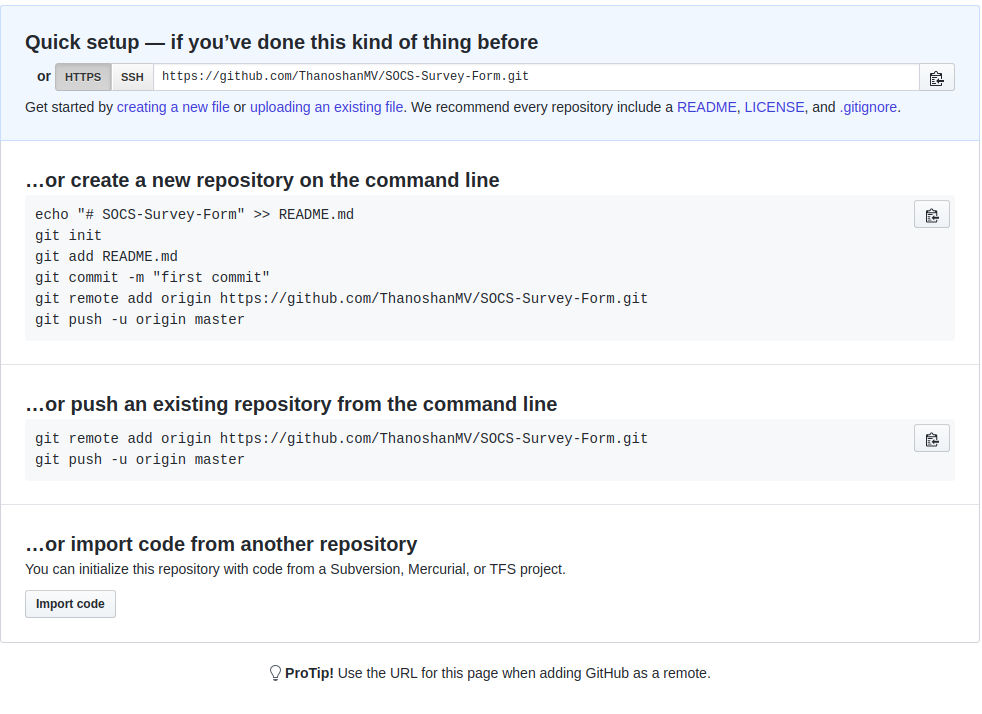 Quick setup — if you’ve done this kind of thing before
or HTTPS SSH https://github.com/ThanoshanMV/SOCS-Survey-Form.git
Get started by creating a new file or uploading an existing file. We recommend every repository include a README, LICENSE, and .gitignore.
…or create a new repository on the command line
echo "# SOCS-Survey-Form" >> README.md
git init
git add README.md
git commit -m "first commit"
git remote add origin https://github.com/ThanoshanMV/SOCS-Survey-Form.git
git push -u origin master
…or push an existing repository from the command line
git remote add origin https://github.com/ThanoshanMV/SOCS-Survey-Form.git
git push -u origin master
…or import code from another repository
You can initialize this repository with code from a Subversion, Mercurial, or TFS project.
Import code
ProTip! Use the URL for this page when adding GitHub as a remote.